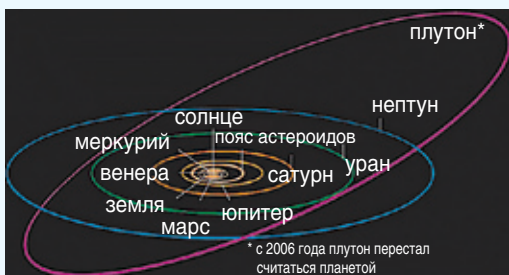 плутон*
нептун
солнце
пояс астероидов
меркурий
уран
венера
сатурн
земля
юпитер
марс
* с 2006 года плутон перестал
считаться планетой